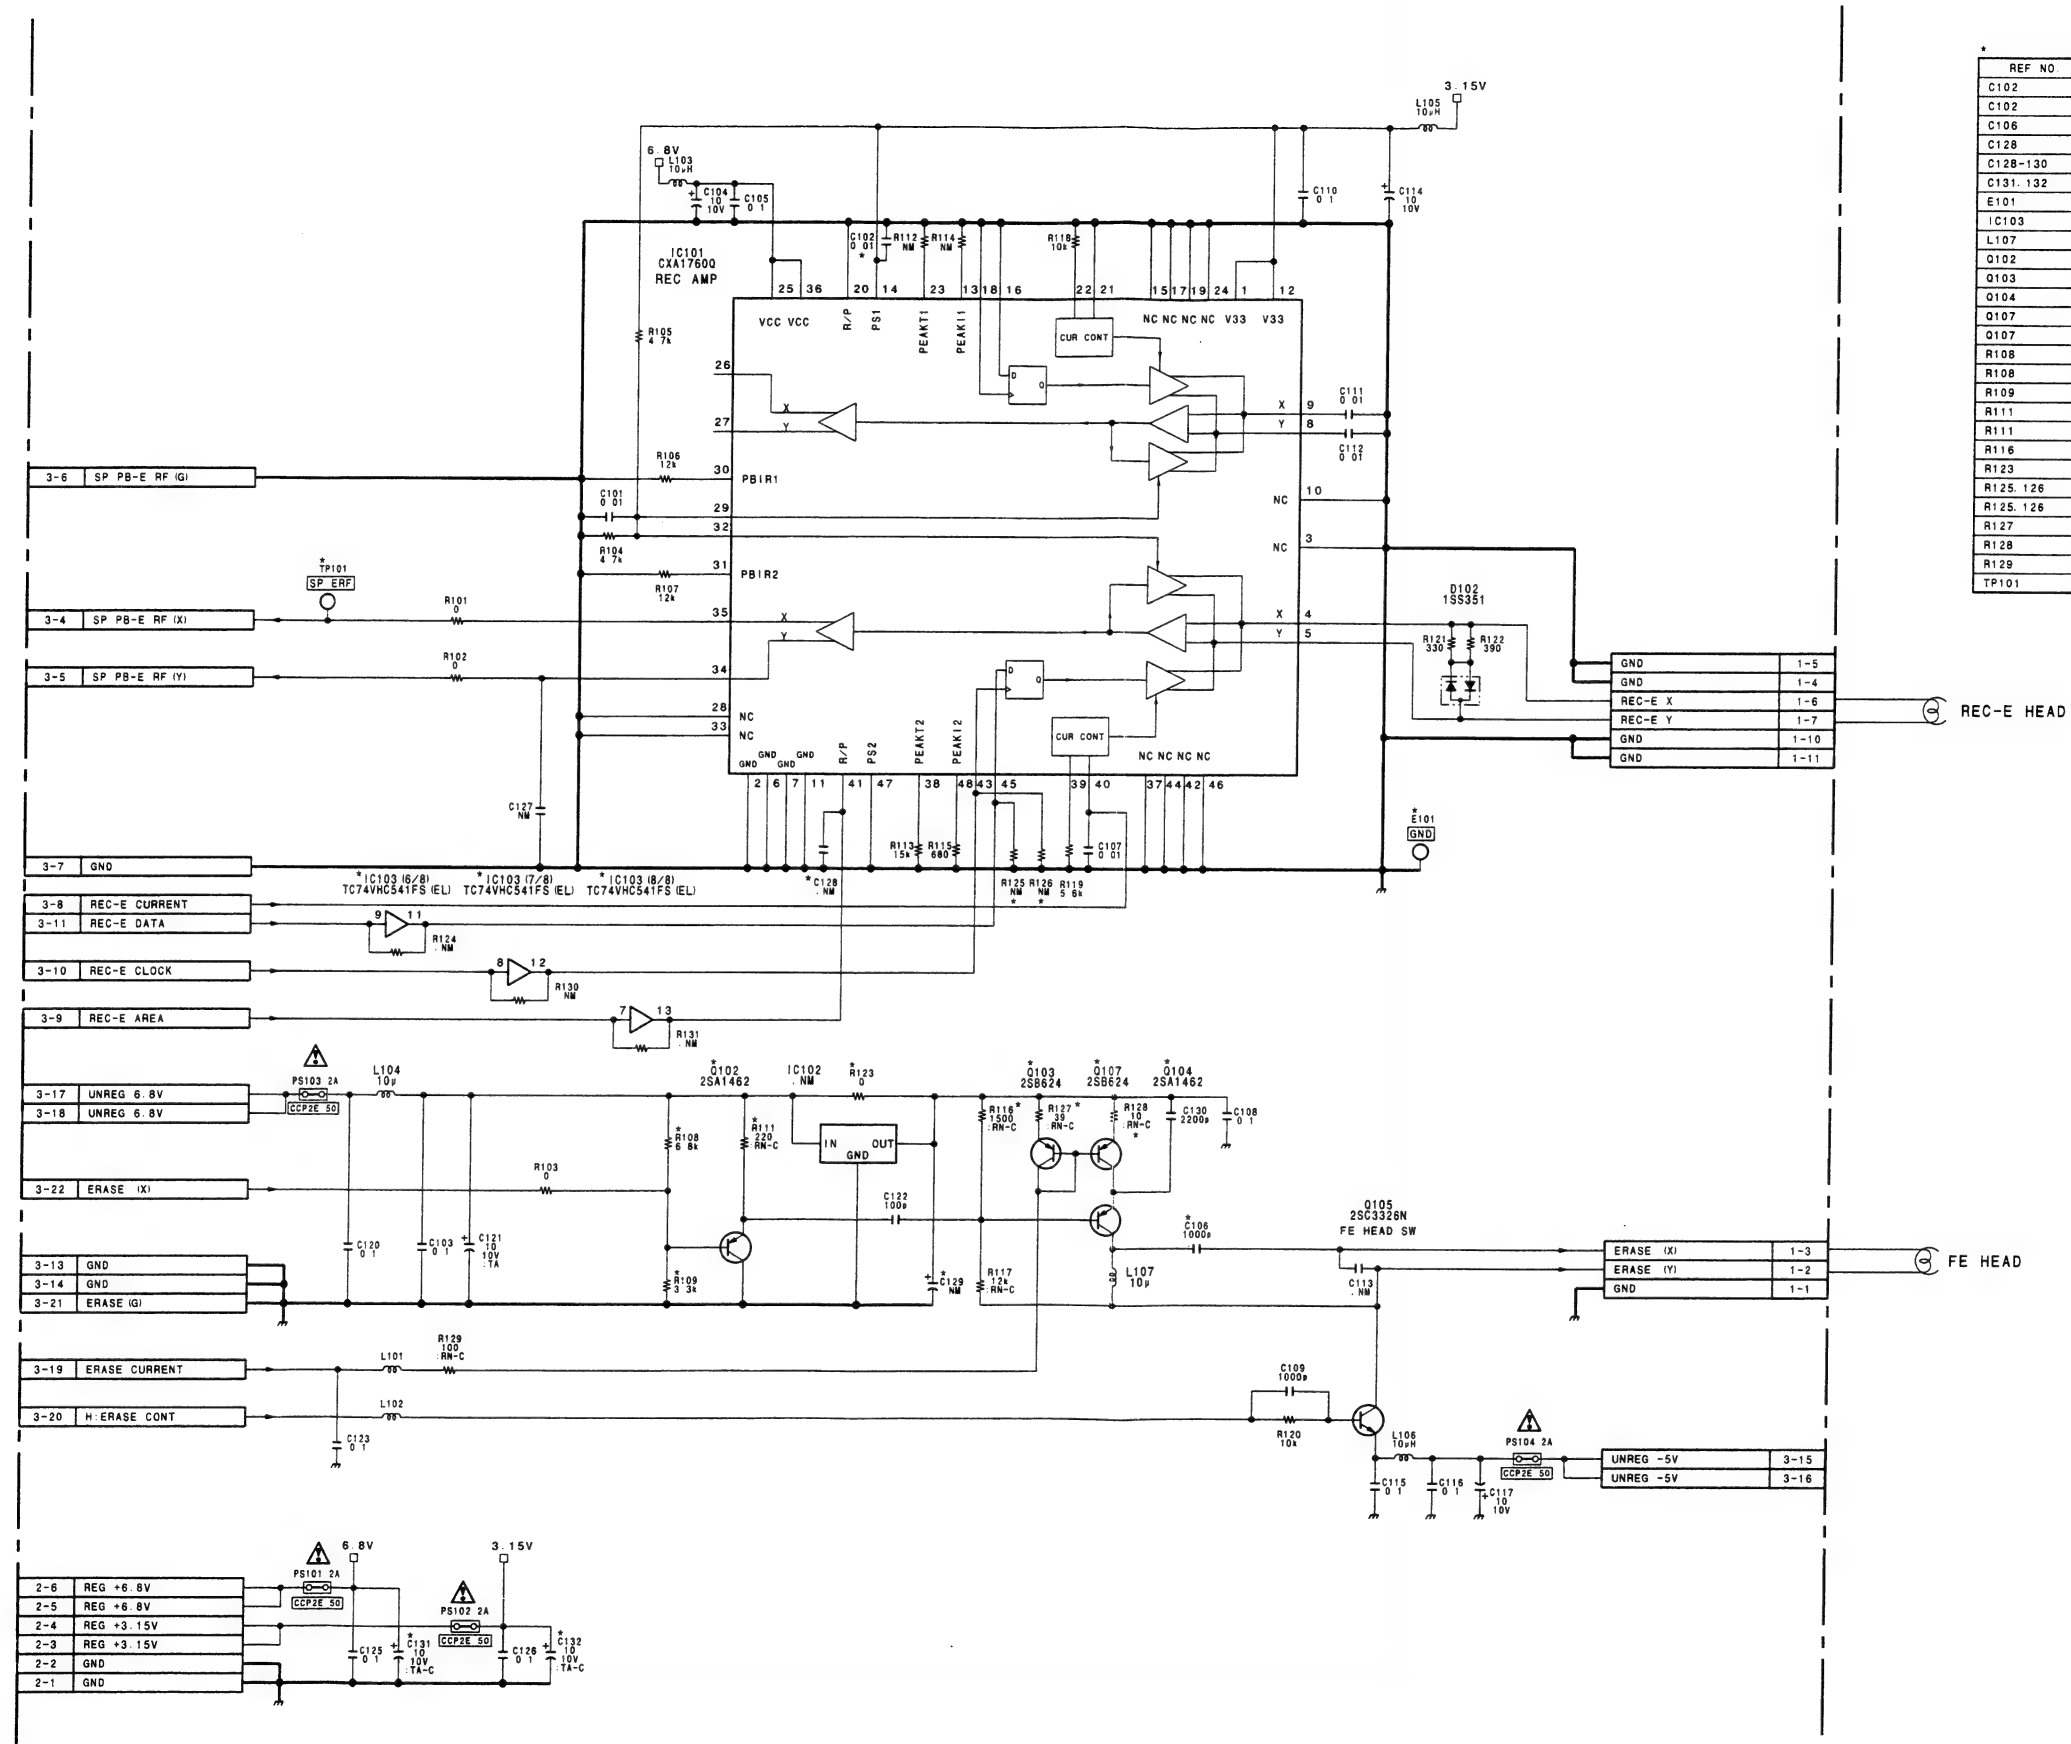 3.15V
L105
10μH
6.8V
L103
10μH
C104
10
10V
C105
0 1
C110
0 1
C114
10
10V
IC101
CXA1760Q
REC AMP
C102
0 01
*
R112
NM
R114
NM
R118
10k
25 36 20 14 23 13 18 16 22 21 15 17 19 24 1 12
VCC VCC R/P PS1 PEAKT1 PEAKI1 NC NC NC NC V33 V33
CUR CONT
R105
4 7k
26
27
X
Y
D
Q
X 9
Y 8
C111
0 01
C112
0 01
3-6 SP PB-E RF (G)
R106
12k
30
PBIR1
C101
0 01
29
32
NC 10
NC 3
R104
4 7k
31
PBIR2
R107
12k
*
TP101
SP ERF
3-4 SP PB-E RF (X)
R101
0
35
X
Y
X 4
Y 5
D102
1SS351
R121
330
R122
390
3-5 SP PB-E RF (Y)
R102
0
34
D
Q
28
NC
33
NC
CUR CONT
GND 1-5
GND 1-4
REC-E X 1-6
REC-E Y 1-7
GND 1-10
GND 1-11
REC-E HEAD
GND GND GND GND R/P PS2 PEAKT2 PEAKI2 NC NC NC NC
2 6 7 11 41 47 38 48 43 45 39 40 37 44 42 46
C127
NM
*
C128
. NM
R113
15k
R115
680
R125
NM
*
R126
NM
*
R119
5 6k
C107
0 01
*
E101
GND
3-7 GND
* IC103 (6/8)
TC74VHC541FS (EL)
* IC103 (7/8)
TC74VHC541FS (EL)
* IC103 (8/8)
TC74VHC541FS (EL)
3-8 REC-E CURRENT
3-11 REC-E DATA
9 11
R124
. NM
3-10 REC-E CLOCK
8 12
R130
NM
3-9 REC-E AREA
7 13
R131
. NM
3-17 UNREG 6.8V
3-18 UNREG 6.8V
PS103 2A
CCP2E 50
L104
10μ
*
Q102
2SA1462
IC102
. NM
*
R123
0
*
Q103
2SB624
*
Q107
2SB624
*
Q104
2SA1462
*
R108
6 8k
*
R111
220
:RN-C
IN OUT
GND
R116 *
1500
:RN-C
R127 *
39
:RN-C
R128
10
:RN-C
*
C130
2200p
C108
0 1
3-22 ERASE (X)
R103
0
C122
100p
C120
0 1
C103
0 1
C121
10
10V
:TA
*
R109
3 3k
*
C129
NM
R117
12k
:RN-C
*
C106
1000p
L107
10μ
Q105
2SC3326N
FE HEAD SW
C113
. NM
ERASE (X) 1-3
ERASE (Y) 1-2
GND 1-1
FE HEAD
3-13 GND
3-14 GND
3-21 ERASE (G)
3-19 ERASE CURRENT
L101
R129
100
:RN-C
3-20 H:ERASE CONT
L102
C123
0 1
C109
1000p
R120
10k
L106
10μH
PS104 2A
CCP2E 50
UNREG -5V 3-15
UNREG -5V 3-16
C115
0 1
C116
0 1
C117
10
10V
6.8V
3.15V
PS101 2A
CCP2E 50
PS102 2A
CCP2E 50
2-6 REG +6.8V
2-5 REG +6.8V
2-4 REG +3.15V
2-3 REG +3.15V
2-2 GND
2-1 GND
C125
0 1
*
C131
10
10V
:TA-C
C126
0 1
*
C132
10
10V
:TA-C
*
REF NO.
C102
C102
C106
C128
C128-130
C131, 132
E101
IC103
L107
Q102
Q103
Q104
Q107
Q107
R108
R108
R109
R111
R111
R116
R123
R125, 126
R125, 126
R127
R128
R129
TP101